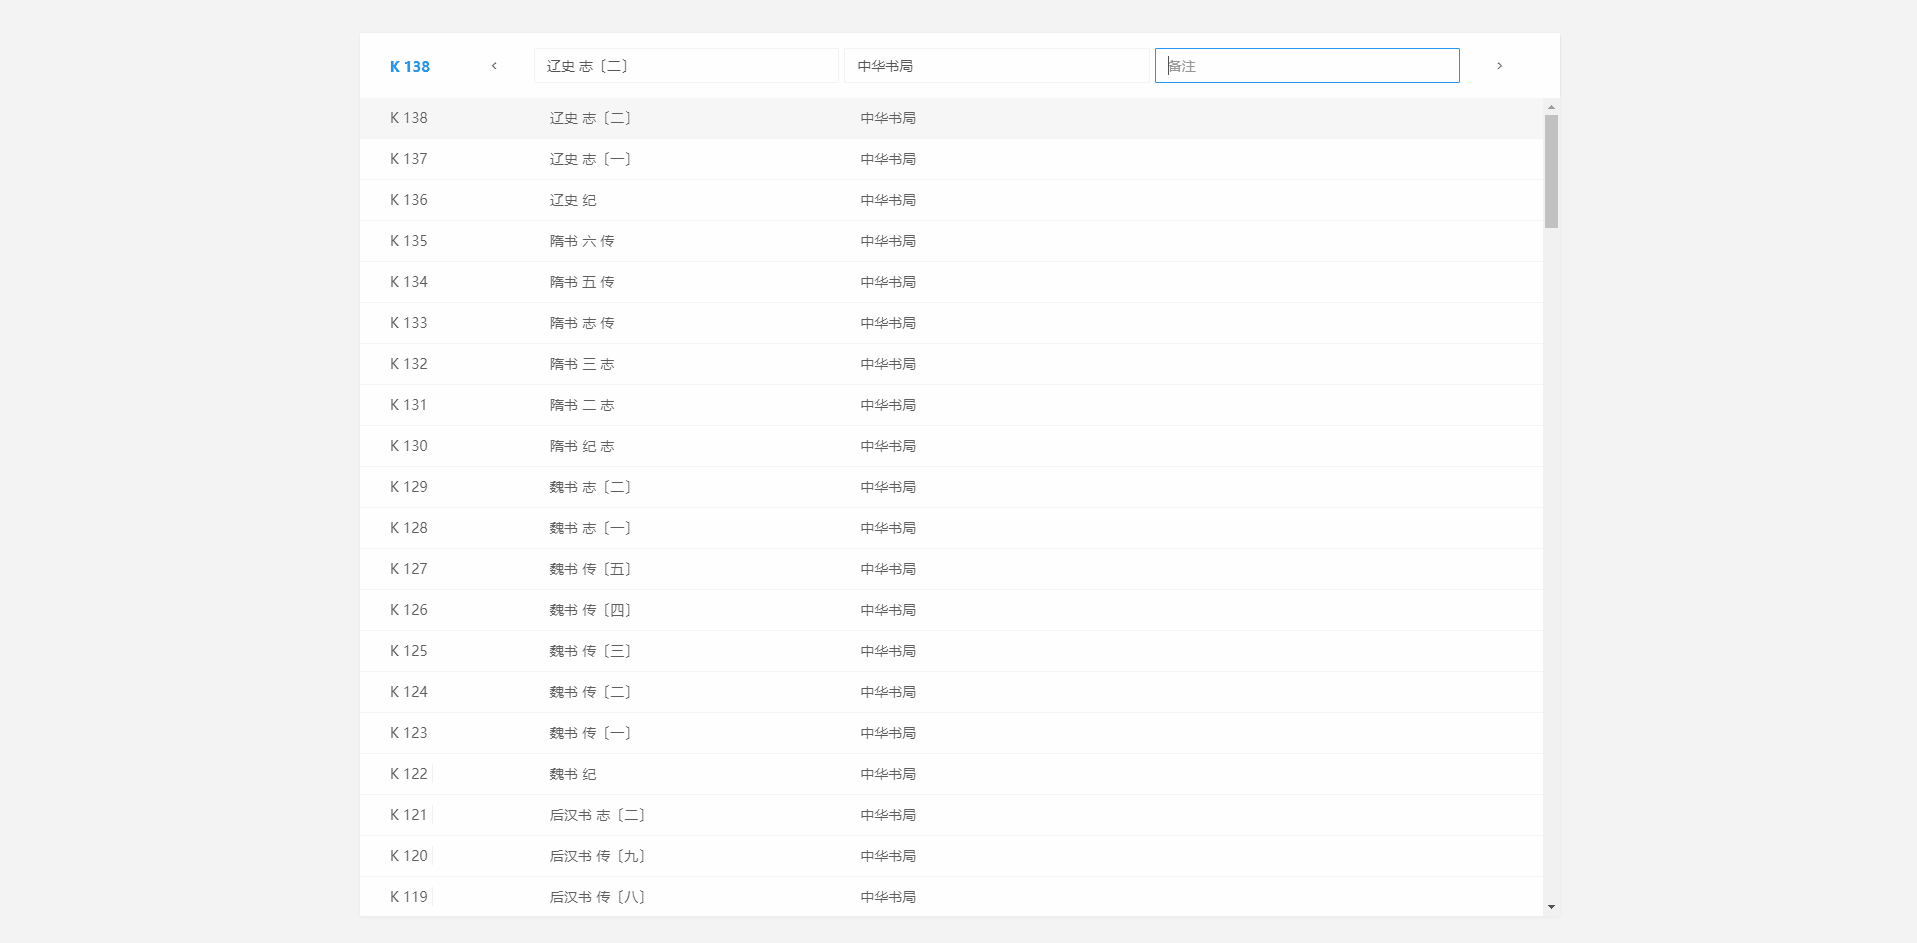 K 138 ‹ 辽史 志〔二〕 中华书局 备注 ›
K 138 辽史 志〔二〕 中华书局
K 137 辽史 志〔一〕 中华书局
K 136 辽史 纪 中华书局
K 135 隋书 六 传 中华书局
K 134 隋书 五 传 中华书局
K 133 隋书 志 传 中华书局
K 132 隋书 三 志 中华书局
K 131 隋书 二 志 中华书局
K 130 隋书 纪 志 中华书局
K 129 魏书 志〔二〕 中华书局
K 128 魏书 志〔一〕 中华书局
K 127 魏书 传〔五〕 中华书局
K 126 魏书 传〔四〕 中华书局
K 125 魏书 传〔三〕 中华书局
K 124 魏书 传〔二〕 中华书局
K 123 魏书 传〔一〕 中华书局
K 122 魏书 纪 中华书局
K 121 后汉书 志〔二〕 中华书局
K 120 后汉书 传〔九〕 中华书局
K 119 后汉书 传〔八〕 中华书局